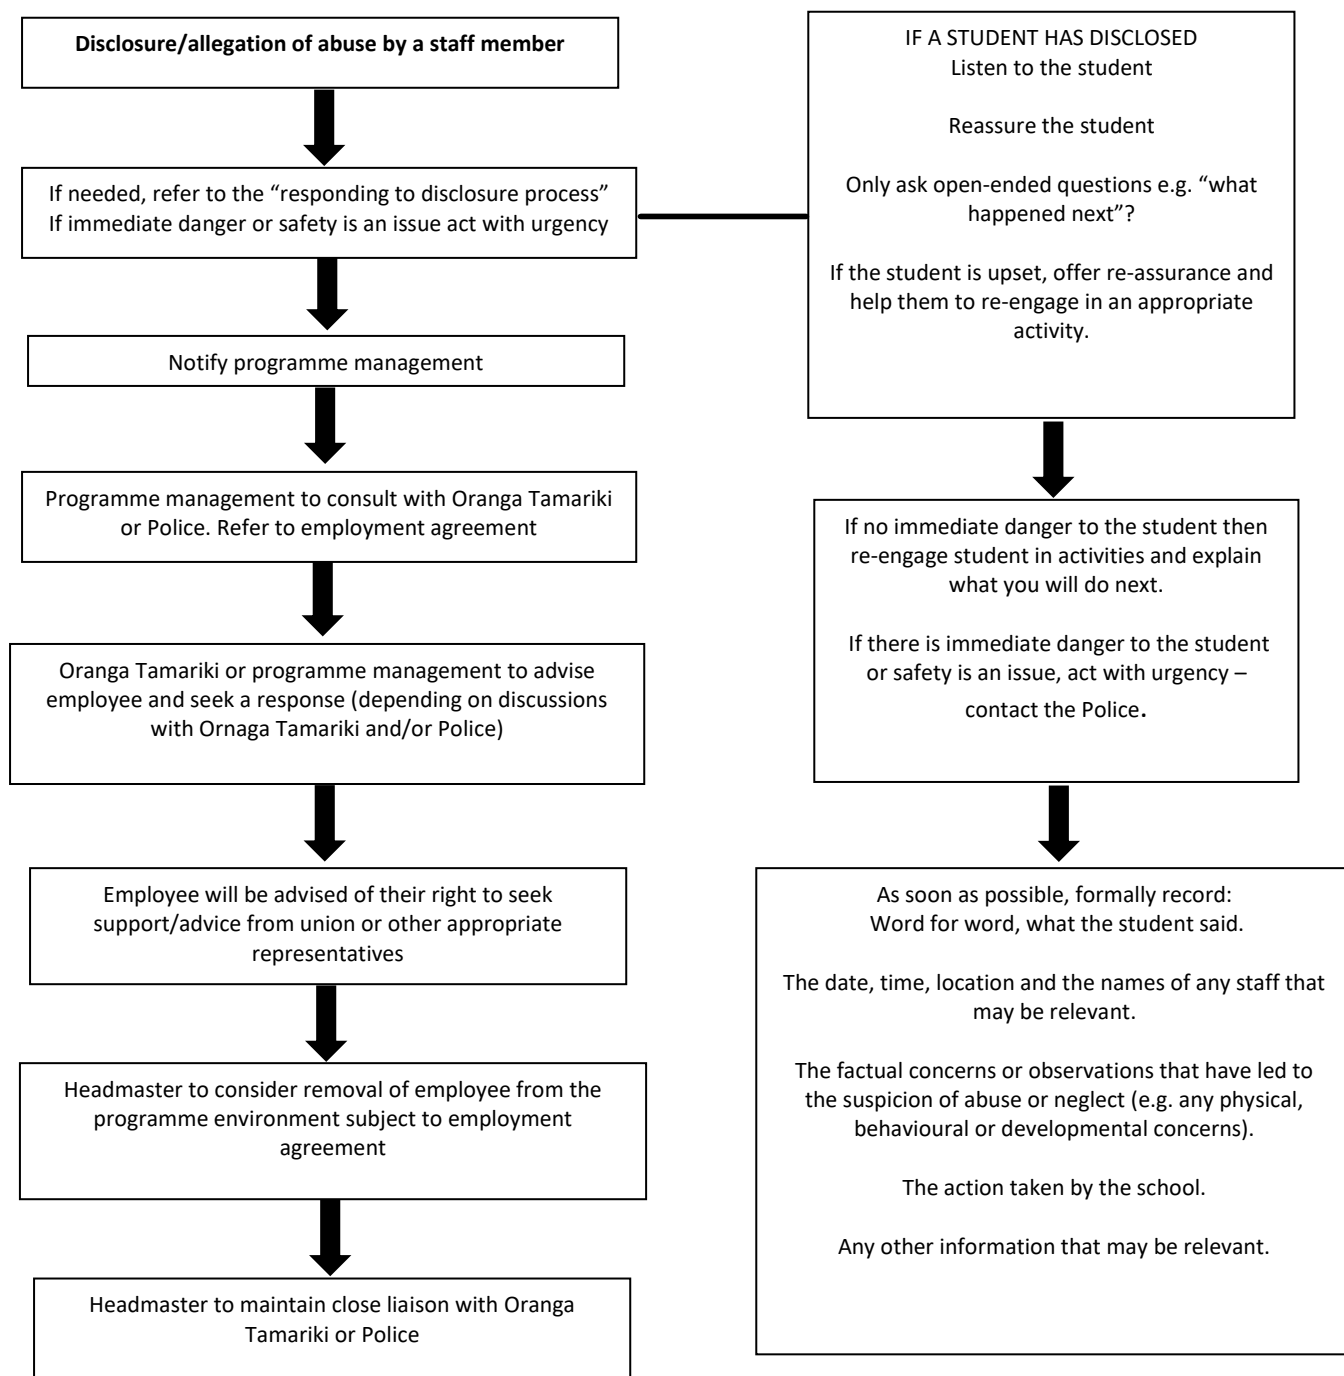 Disclosure/allegation of abuse by a staff member
If needed, refer to the “responding to disclosure process”
If immediate danger or safety is an issue act with urgency
Notify programme management
Programme management to consult with Oranga Tamariki
or Police. Refer to employment agreement
Oranga Tamariki or programme management to advise
employee and seek a response (depending on discussions
with Ornaga Tamariki and/or Police)
Employee will be advised of their right to seek
support/advice from union or other appropriate
representatives
Headmaster to consider removal of employee from the
programme environment subject to employment
agreement
Headmaster to maintain close liaison with Oranga
Tamariki or Police
IF A STUDENT HAS DISCLOSED
Listen to the student
Reassure the student
Only ask open-ended questions e.g. “what
happened next”?
If the student is upset, offer re-assurance and
help them to re-engage in an appropriate
activity.
If no immediate danger to the student then
re-engage student in activities and explain
what you will do next.
If there is immediate danger to the student
or safety is an issue, act with urgency –
contact the Police.
As soon as possible, formally record:
Word for word, what the student said.
The date, time, location and the names of any staff that
may be relevant.
The factual concerns or observations that have led to
the suspicion of abuse or neglect (e.g. any physical,
behavioural or developmental concerns).
The action taken by the school.
Any other information that may be relevant.